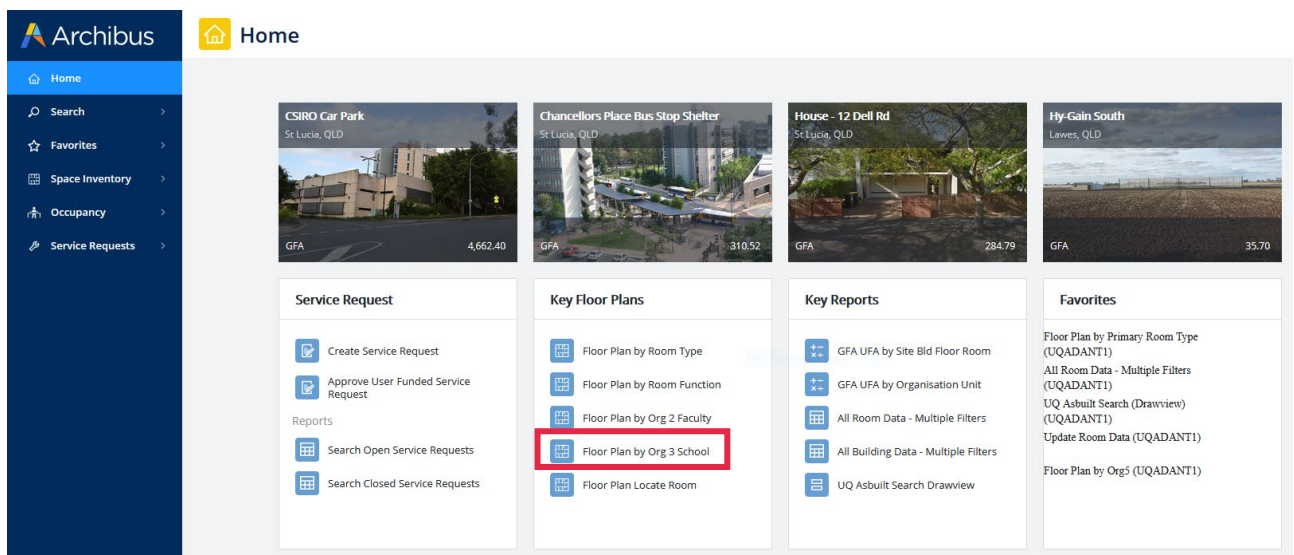 Archibus
Home
Home
Search
Favorites
Space Inventory
Occupancy
Service Requests
CSIRO Car Park
St Lucia, QLD
GFA 4,662.40
Chancellors Place Bus Stop Shelter
St Lucia, QLD
GFA 310.52
House - 12 Dell Rd
St Lucia, QLD
GFA 284.79
Hy-Gain South
Lawes, QLD
GFA 35.70
Service Request
Create Service Request
Approve User Funded Service
Request
Reports
Search Open Service Requests
Search Closed Service Requests
Key Floor Plans
Floor Plan by Room Type
Floor Plan by Room Function
Floor Plan by Org 2 Faculty
Floor Plan by Org 3 School
Floor Plan Locate Room
Key Reports
GFA UFA by Site Bld Floor Room
GFA UFA by Organisation Unit
All Room Data - Multiple Filters
All Building Data - Multiple Filters
UQ Asbuilt Search Drawview
Favorites
Floor Plan by Primary Room Type
(UQADANT1)
All Room Data - Multiple Filters
(UQADANT1)
UQ Asbuilt Search (Drawview)
(UQADANT1)
Update Room Data (UQADANT1)
Floor Plan by Org5 (UQADANT1)